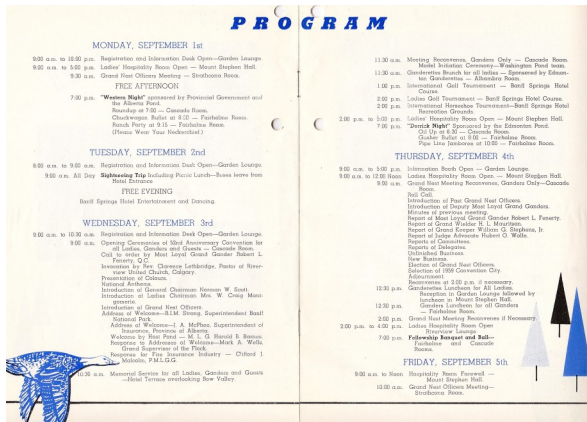 PROGRAM
MONDAY, SEPTEMBER 1st
9:00 a.m. to 10:00 p.m. Registration and Information Desk Open—Garden Lounge.
9:00 a.m. to 5:00 p.m. Ladies' Hospitality Room Open — Mount Stephen Hall.
9:30 a.m. Grand Nest Officers Meeting — Strathcona Room.
FREE AFTERNOON
7:00 p.m. "Western Night" sponsored by Provincial Government and
the Alberta Pond.
Roundup at 7:00 — Cascade Room.
Chuckwagon Buffet at 8:00 — Fairholme Room.
Ranch Party at 9:15 — Fairholme Room.
(Please Wear your Neckerchief.)
TUESDAY, SEPTEMBER 2nd
8:00 a.m. to 9:00 a.m. Registration and Information Desk Open—Garden Lounge.
9:00 a.m. All Day Sightseeing Trip Including Picnic Lunch—Buses leave from
Hotel Entrance
FREE EVENING
Banff Springs Hotel Entertainment and Dancing.
WEDNESDAY, SEPTEMBER 3rd
9:00 a.m. to 10:30 a.m. Registration and Information Desk Open—Garden Lounge.
9:00 a.m. Opening Ceremonies of 52nd Anniversary Convention for
all Ladies, Ganders and Guests — Cascade Room.
Call to order by Most Loyal Grand Gander Robert L.
Fenerty, Q.C.
Invocation by Rev. Clarence Lethbridge, Pastor of River-
view United Church, Calgary.
Presentation of Colours.
National Anthems.
Introduction of General Chairman Kenson W. Scott.
Introduction of Ladies Chairman Mrs. W. Craig
Introduction of Grand Nest Officers.
Address of Welcome—B.I.M. Strong, Superintendent Banff
National Park.
Address of Welcome—J. A. McPhee, Superintendent of
Insurance, Province of Alberta.
Welcome by Host Pond — M. L. G. Harold B.
Response to Addresses of Welcome—Mark A. Wells,
Grand Supervisor of the Flock.
Response for Fire Insurance Industry — Clifford J.
Malcolm, P.M.L.G.G.
10:30 a.m. Memorial Service for all Ladies, Ganders and Guests
—Hotel Terrace overlooking Bow Valley
11:30 a.m. Meeting Reconvenes, Ganders Only — Cascade Room.
Model Initiation Ceremony—Washington Pond team.
11:30 a.m. Ganderettes Brunch for all ladies — Sponsored by Edmon-
ton Ganderettes — Alhambra Room.
1:00 p.m. International Golf Tournament — Banff Springs Hotel
Course.
2:00 p.m. Ladies Golf Tournament — Banff Springs Hotel Course.
2:00 p.m. International Horseshoe Tournament—Banff Springs Hotel
Recreation Grounds.
2:00 p.m. to 5:00 p.m. Ladies' Hospitality Room Open — Mount Stephen Hall.
7:00 p.m. "Derrick Night" Sponsored by the Edmonton Pond.
Oil Up at 6:30 — Cascade Room.
Gusher Buffet at 8:00 — Fairholme Room.
Pipe Line Jamboree at 10:00 — Fairholme Room.
THURSDAY, SEPTEMBER 4th
9:00 a.m. to 5:00 p.m. Information Booth Open — Garden Lounge.
9:00 a.m. to 12:00 Noon Ladies Hospitality Room Open — Mount Stephen Hall.
9:00 a.m. Grand Nest Meeting Reconvenes, Ganders Only—Cascade
Room.
Roll Call.
Introduction of Past Grand Nest Officers.
Introduction of Deputy Most Loyal Grand Ganders.
Minutes of previous meeting.
Report of Most Loyal Grand Gander Robert L. Fenerty.
Report of Grand Wielder H. L.
Report of Grand Keeper William G. Stephens, Jr.
Report of Judge Advocate Hubert O. Wolfe.
Reports of Committees.
Reports of Delegates.
Unfinished Business.
New Business.
Election of Grand Nest Officers.
Selection of 1959 Convention City.
Adjournment.
Reconvenes at 2:00 p.m. if necessary.
12:30 p.m. Ganderettes Luncheon for All Ladies.
Reception in Garden Lounge followed by
luncheon in Mount Stephen Hall.
12:30 p.m. Ganders Luncheon for all Ganders
— Fairholme Room.
2:00 p.m. Grand Nest Meeting Reconvenes if Necessary.
2:00 p.m. to 4:00 p.m. Ladies Hospitality Room Open
Riverview Lounge
7:00 p.m. Fellowship Banquet and Ball—
Fairholme and Cascade
Rooms.
FRIDAY, SEPTEMBER 5th
9:00 a.m. to Noon Hospitality Room Farewell —
Mount Stephen Hall.
10:00 a.m. Grand Nest Officers Meeting—
Strathcona Room.